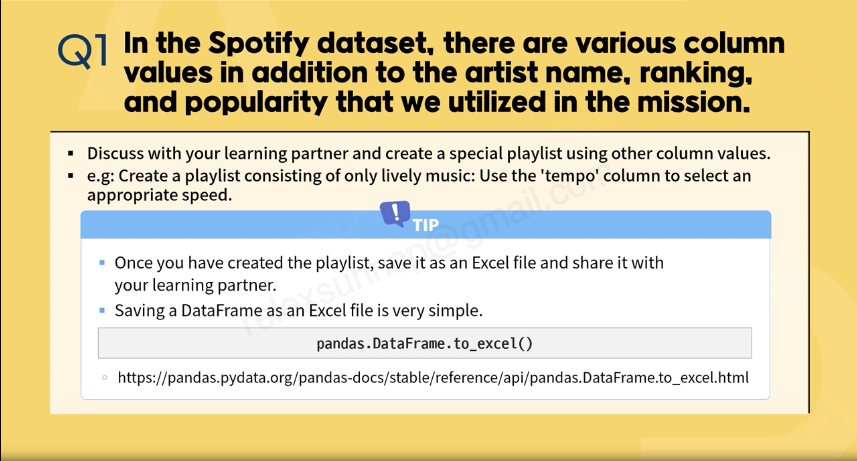 Q1 In the Spotify dataset, there are various column
values in addition to the artist name, ranking,
and popularity that we utilized in the mission.
▪ Discuss with your learning partner and create a special playlist using other column values.
▪ e.g: Create a playlist consisting of only lively music: Use the 'tempo' column to select an
appropriate speed.
! TIP
▪ Once you have created the playlist, save it as an Excel file and share it with
your learning partner.
▪ Saving a DataFrame as an Excel file is very simple.
pandas.DataFrame.to_excel()
◦ https://pandas.pydata.org/pandas-docs/stable/reference/api/pandas.DataFrame.to_excel.html